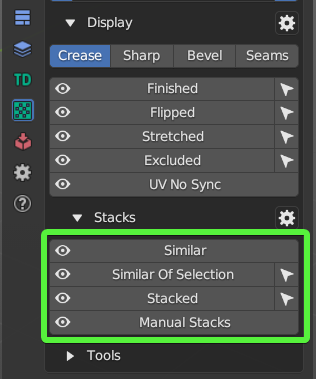 Display
Crease Sharp Bevel Seams
Finished
Flipped
TD Stretched
Excluded
UV No Sync
Stacks
Similar
Similar Of Selection
Stacked
Manual Stacks
Tools